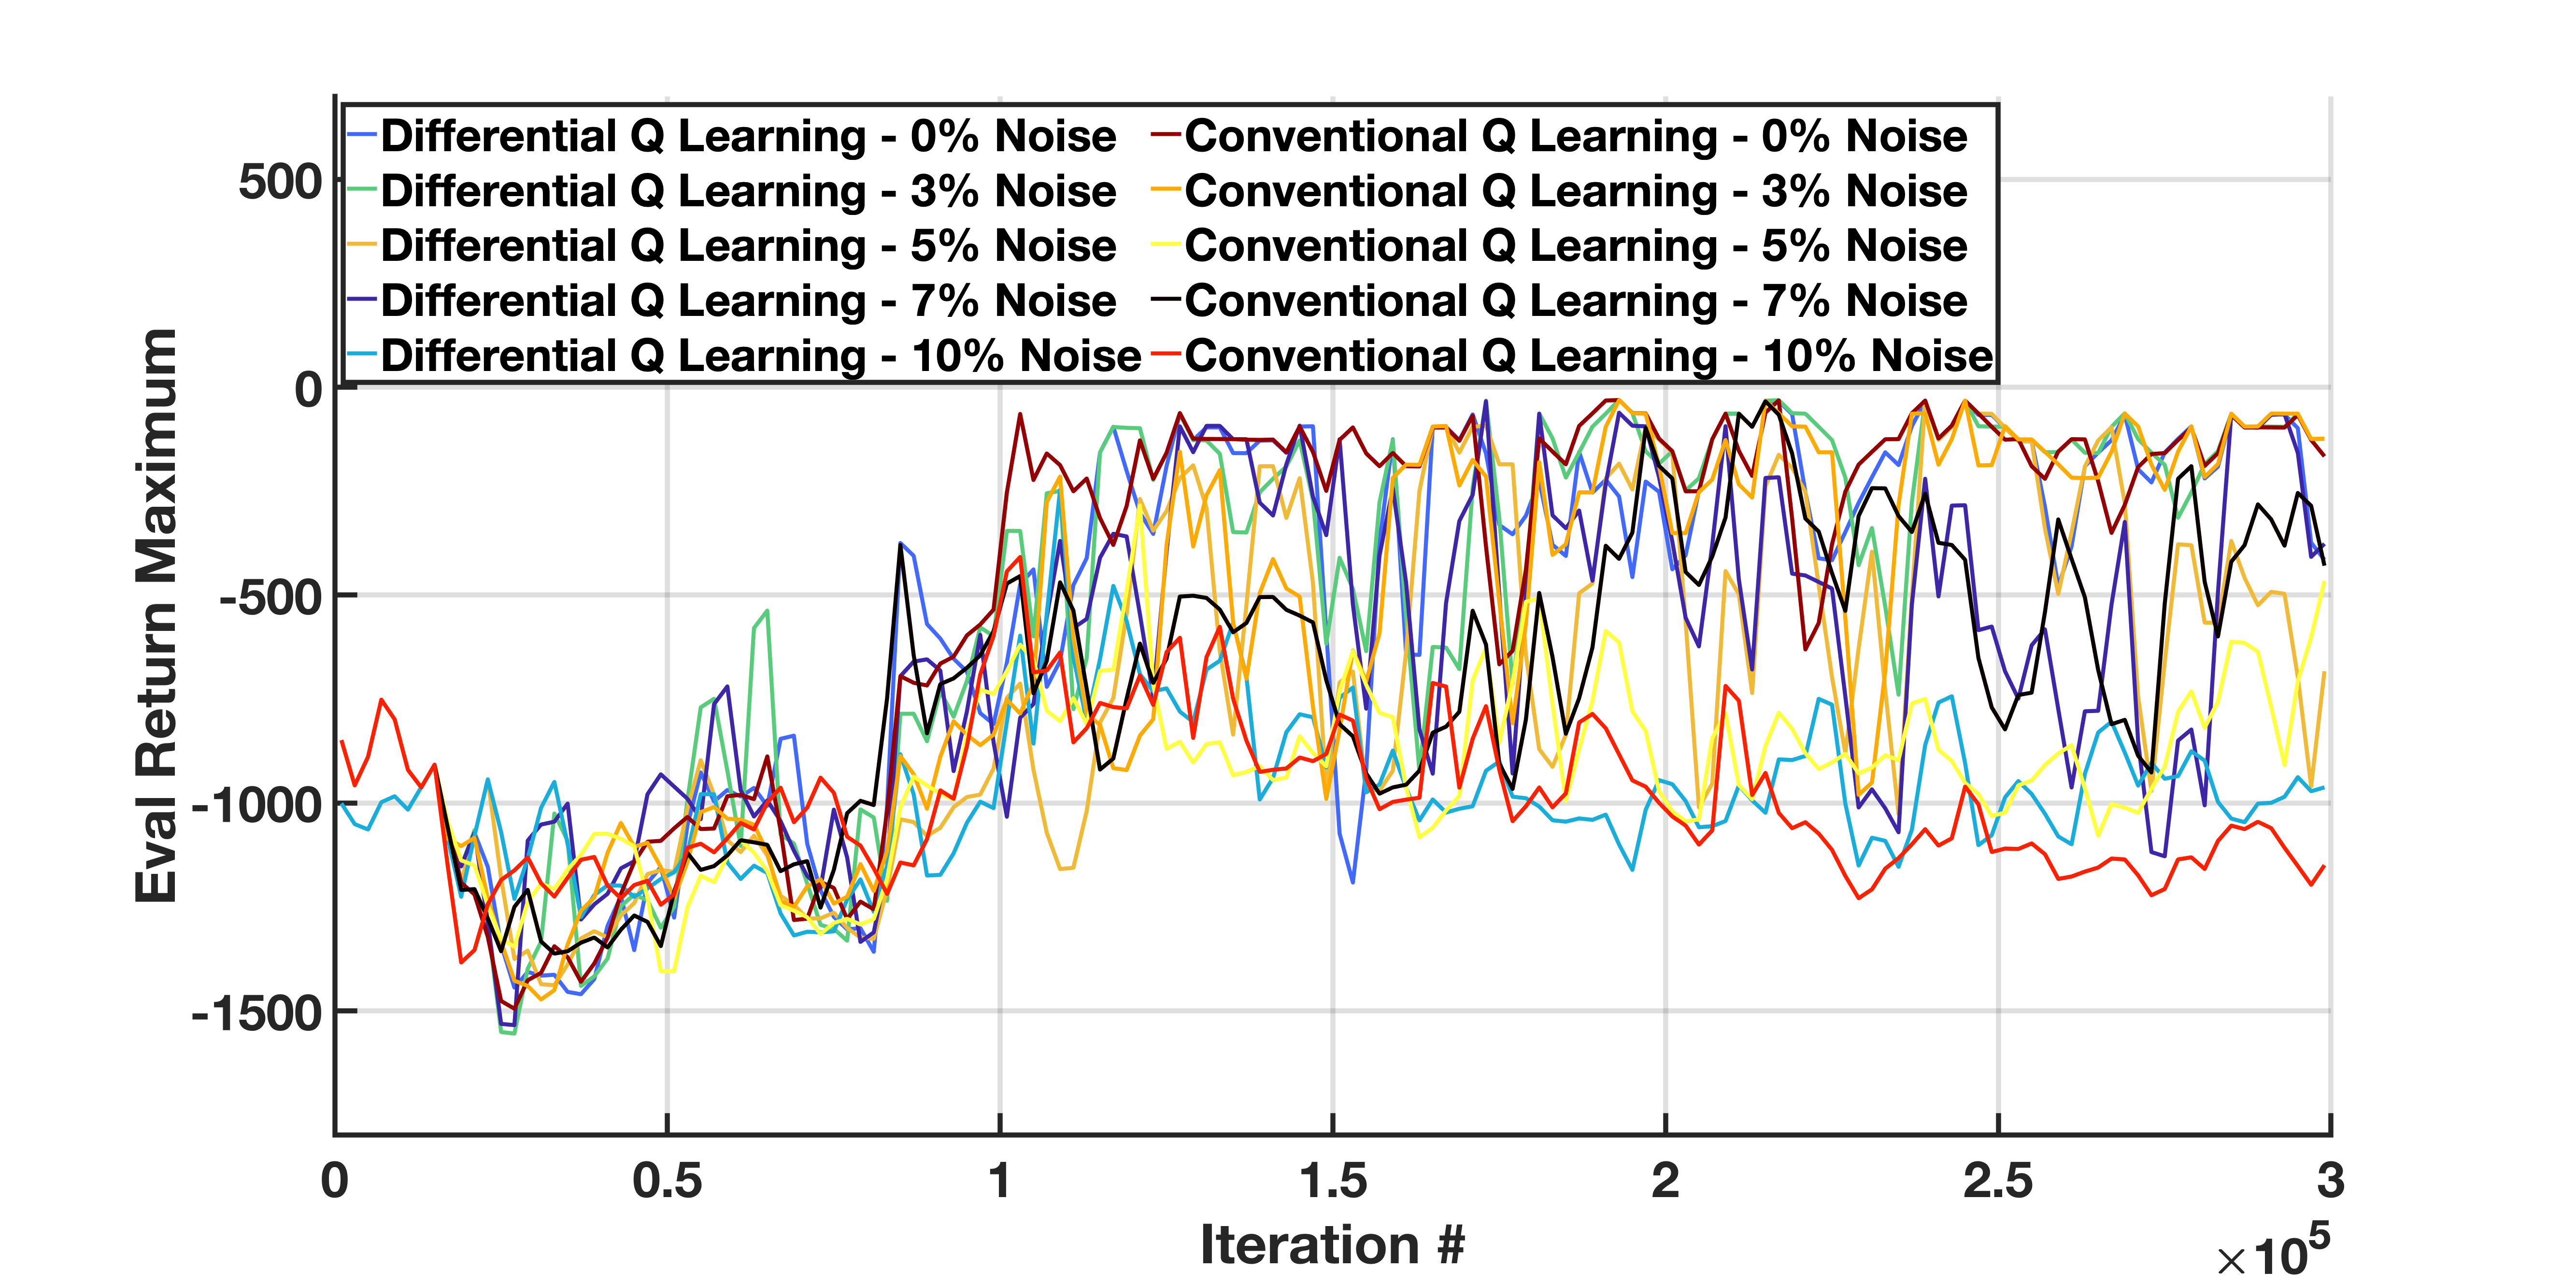 Differential Q Learning - 0% Noise
Conventional Q Learning - 0% Noise
Differential Q Learning - 3% Noise
Conventional Q Learning - 3% Noise
Differential Q Learning - 5% Noise
Conventional Q Learning - 5% Noise
Differential Q Learning - 7% Noise
Conventional Q Learning - 7% Noise
Differential Q Learning - 10% Noise
Conventional Q Learning - 10% Noise
Eval Return Maximum
500
0
-500
-1000
-1500
0
0.5
1
1.5
2
2.5
3
Iteration #
×10⁵